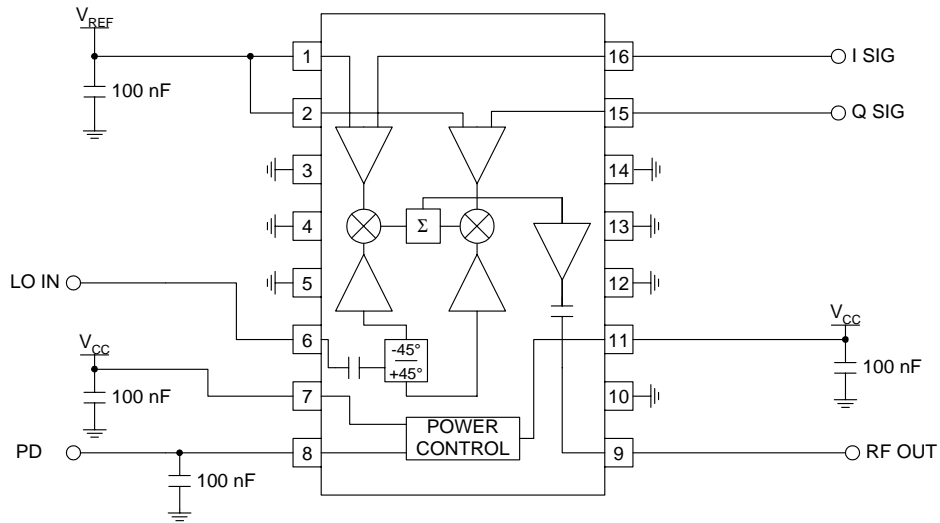 VREF
1
16
I SIG
100 nF
2
15
Q SIG
3
14
4
Σ
13
LO IN
5
12
VCC
6
-45°
+45°
11
VCC
100 nF
7
100 nF
POWER
CONTROL
10
PD
8
9
RF OUT
100 nF